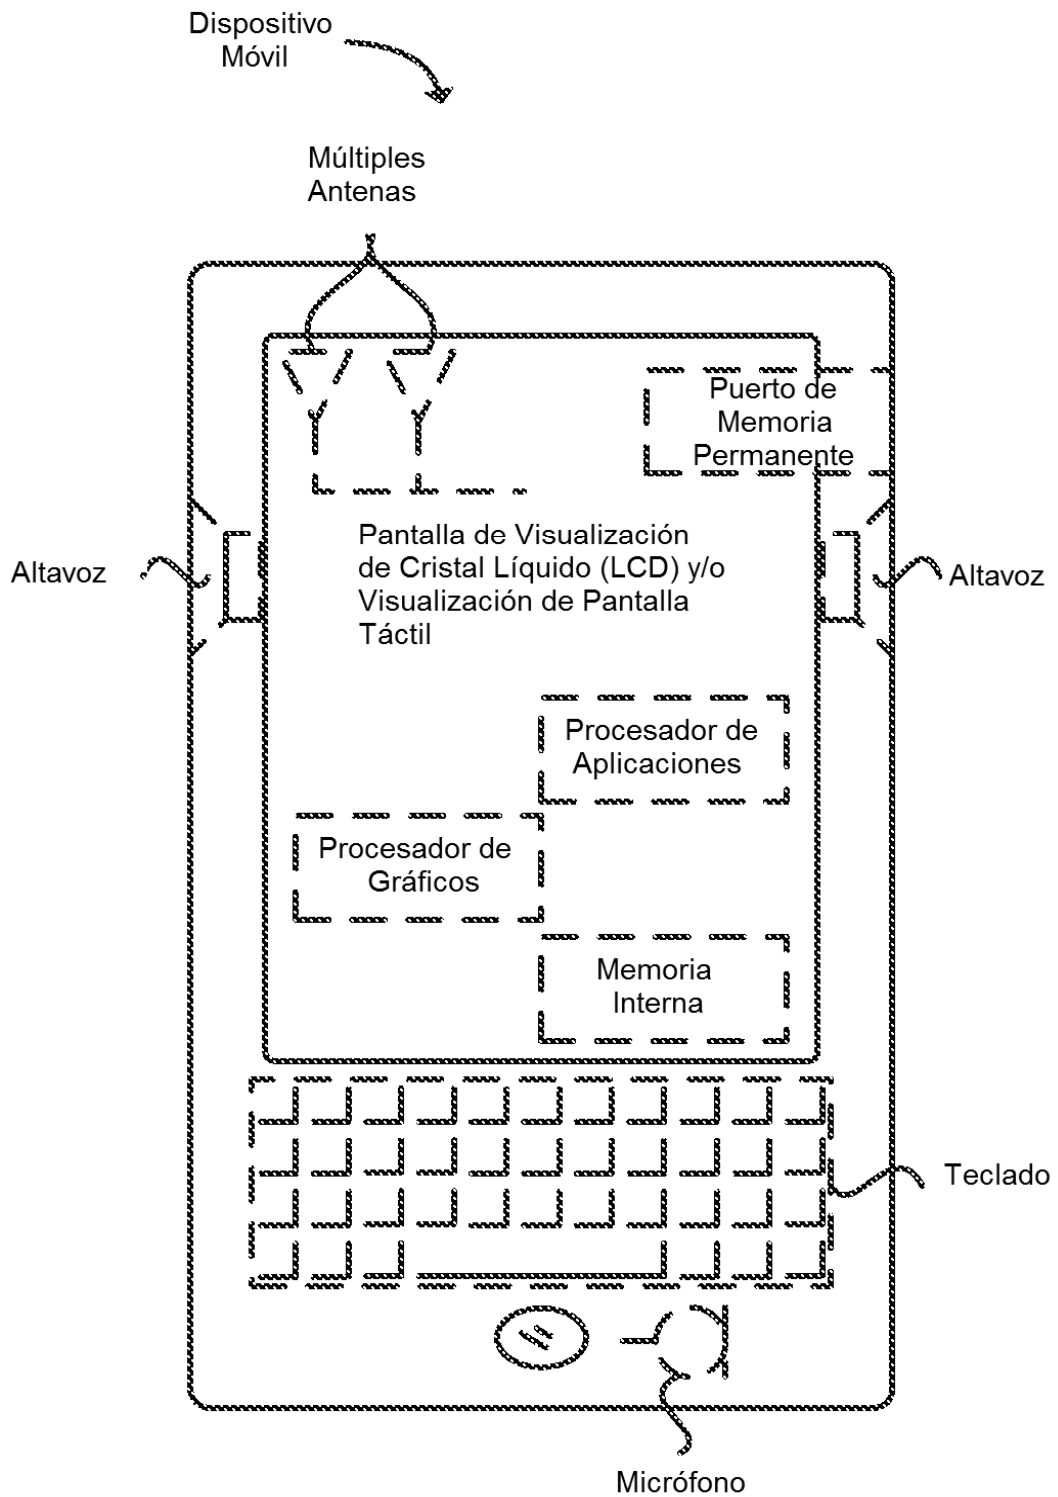 Dispositivo
Móvil
Múltiples
Antenas
Puerto de
Memoria
Permanente
Pantalla de Visualización
de Cristal Líquido (LCD) y/o
Visualización de Pantalla
Táctil
Altavoz
Altavoz
Procesador de
Aplicaciones
Procesador de
Gráficos
Memoria
Interna
Teclado
Micrófono